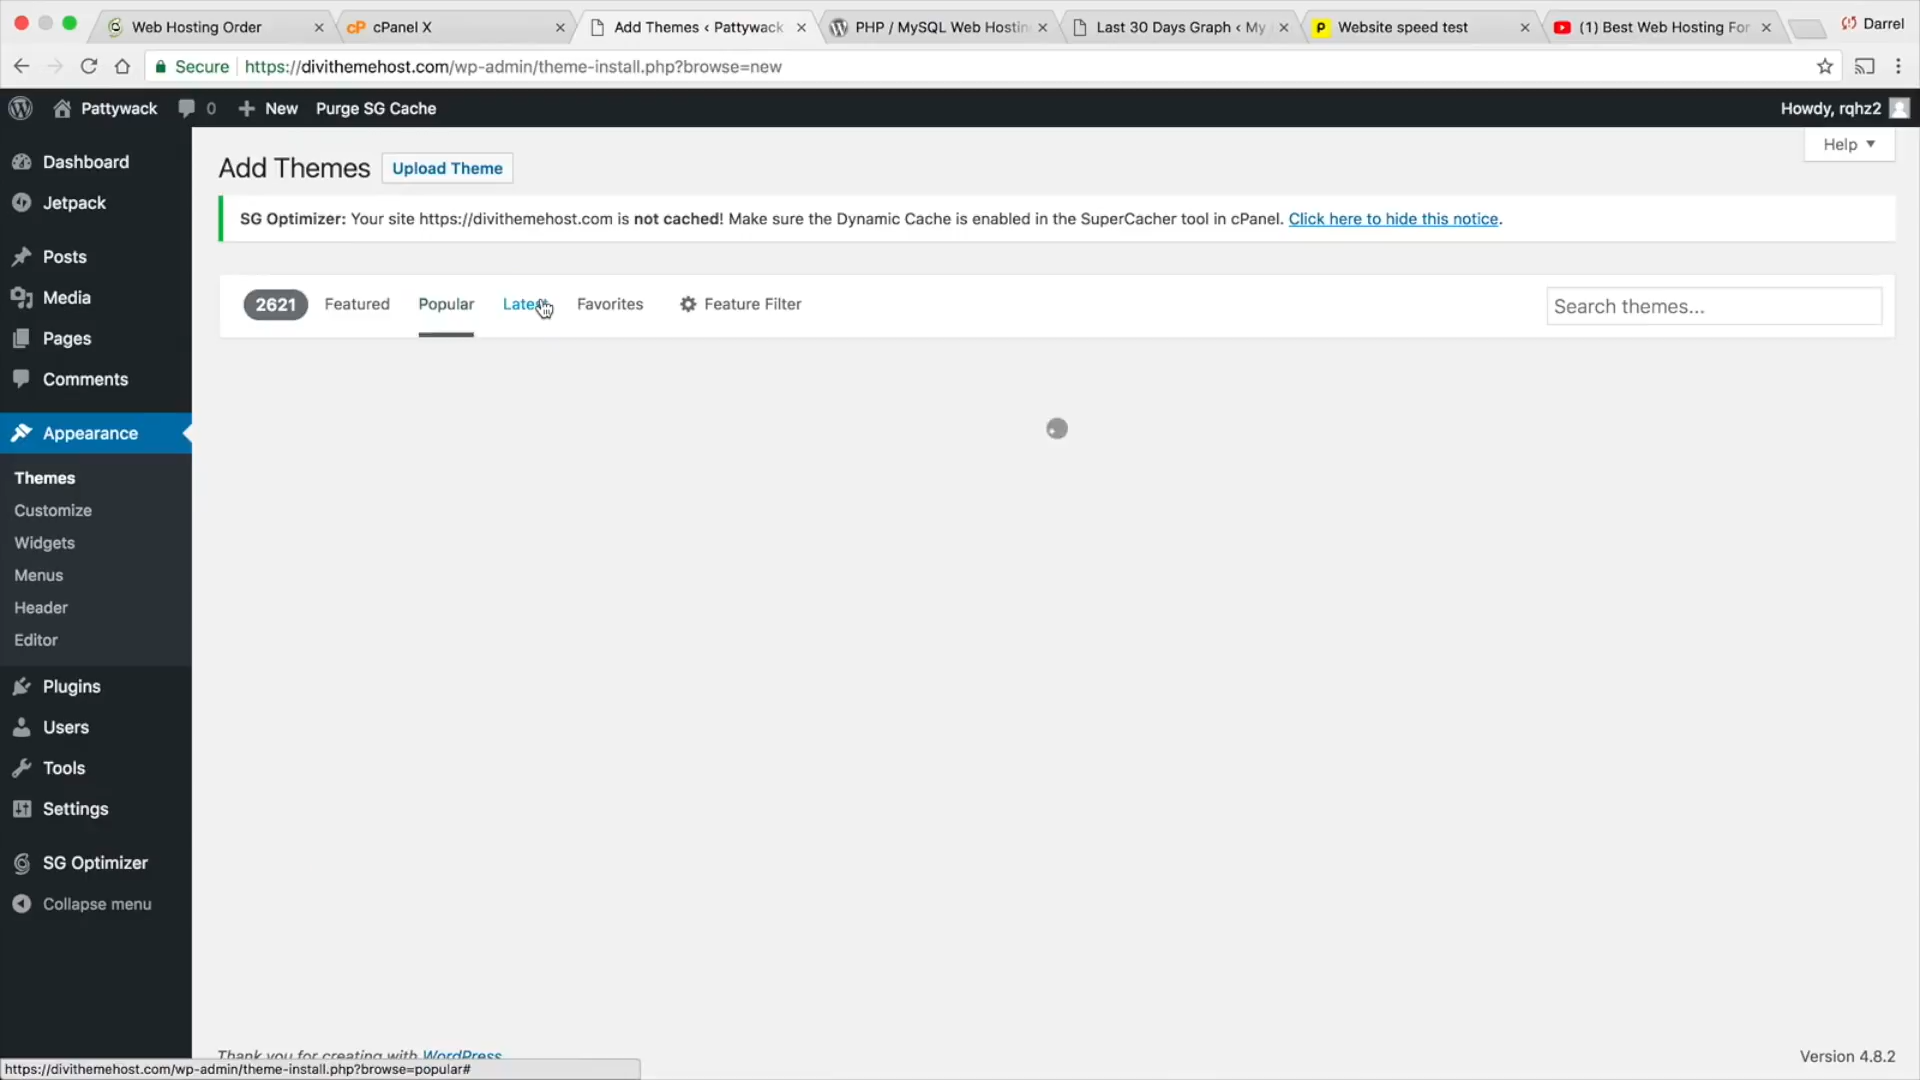 Web Hosting Order
cPanel X
Add Themes ‹ Pattywack
PHP / MySQL Web Hostin
Last 30 Days Graph ‹ My
Website speed test
(1) Best Web Hosting For
Darrel
Secure
https://divithemehost.com/wp-admin/theme-install.php?browse=new
Pattywack
0
New
Purge SG Cache
Howdy, rqhz2
Help
Dashboard
Jetpack
Posts
Media
Pages
Comments
Appearance
Themes
Customize
Widgets
Menus
Header
Editor
Plugins
Users
Tools
Settings
SG Optimizer
Collapse menu
Add Themes
Upload Theme
SG Optimizer: Your site https://divithemehost.com is not cached! Make sure the Dynamic Cache is enabled in the SuperCacher tool in cPanel. Click here to hide this notice.
2621
Featured
Popular
Favorites
Feature Filter
Search themes...
Thank you for creating with WordPress
Version 4.8.2
https://divithemehost.com/wp-admin/theme-install.php?browse=popular#